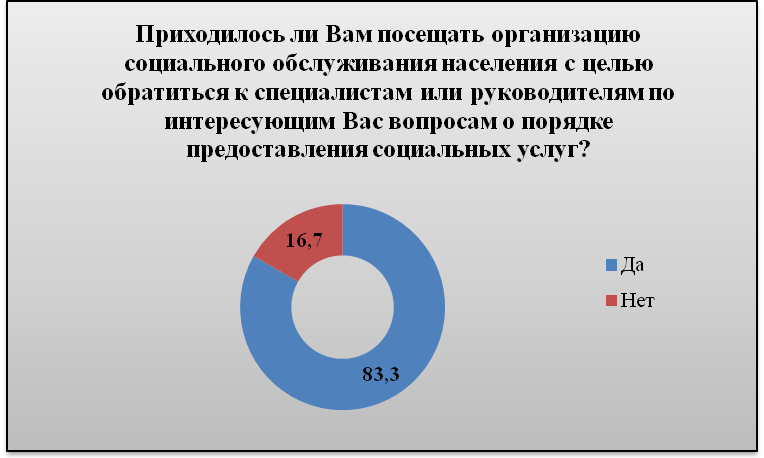 Приходилось ли Вам посещать организацию
социального обслуживания населения с целью
обратиться к специалистам или руководителям по
интересующим Вас вопросам о порядке
предоставления социальных услуг?
16,7
Да
Нет
83,3